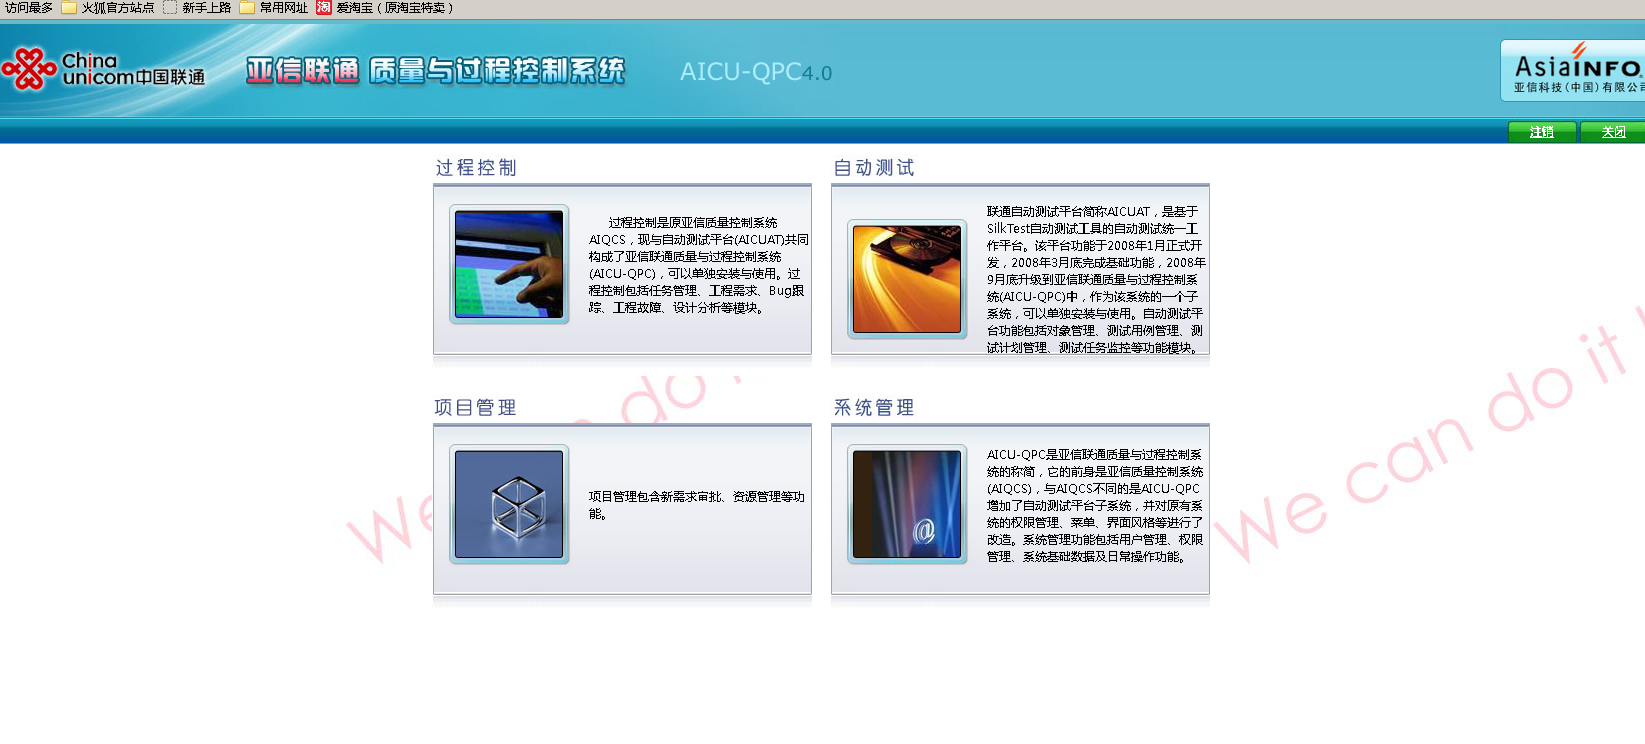 访问最多 火狐官方站点 新手上路 常用网址 淘 爱淘宝（原淘宝特卖）
China unicom中国联通
亚信联通 质量与过程控制系统
AICU-QPC4.0
AsiaINFO
亚信科技(中国)有限公司
注销 关闭
过程控制
过程控制是原亚信质量控制系统
AIQCS，现与自动测试平台(AICUAT)共同
构成了亚信联通质量与过程控制系统
(AICU-QPC)，可以单独安装与使用。过
程控制包括任务管理、工程需求、Bug跟
踪、工程故障、设计分析等模块。
自动测试
联通自动测试平台简称AICUAT，是基于
SilkTest自动测试工具的自动测试统一工
作平台。该平台功能于2008年1月正式开
发，2008年3月底完成基础功能，2008年
9月底升级到亚信联通质量与过程控制系
统(AICU-QPC)中，作为该系统的一个子
系统，可以单独安装与使用。自动测试平
台功能包括对象管理、测试用例管理、测
试计划管理、测试任务监控等功能模块。
项目管理
项目管理包含新需求审批、资源管理等功
能。
系统管理
@
AICU-QPC是亚信联通质量与过程控制系
统的称简，它的前身是亚信质量控制系统
(AIQCS)，与AIQCS不同的是AICU-QPC
增加了自动测试平台子系统，并对原有系
统的权限管理、菜单、界面风格等进行了
改造。系统管理功能包括用户管理、权限
管理、系统基础数据及日常操作功能。
We do
We can do it